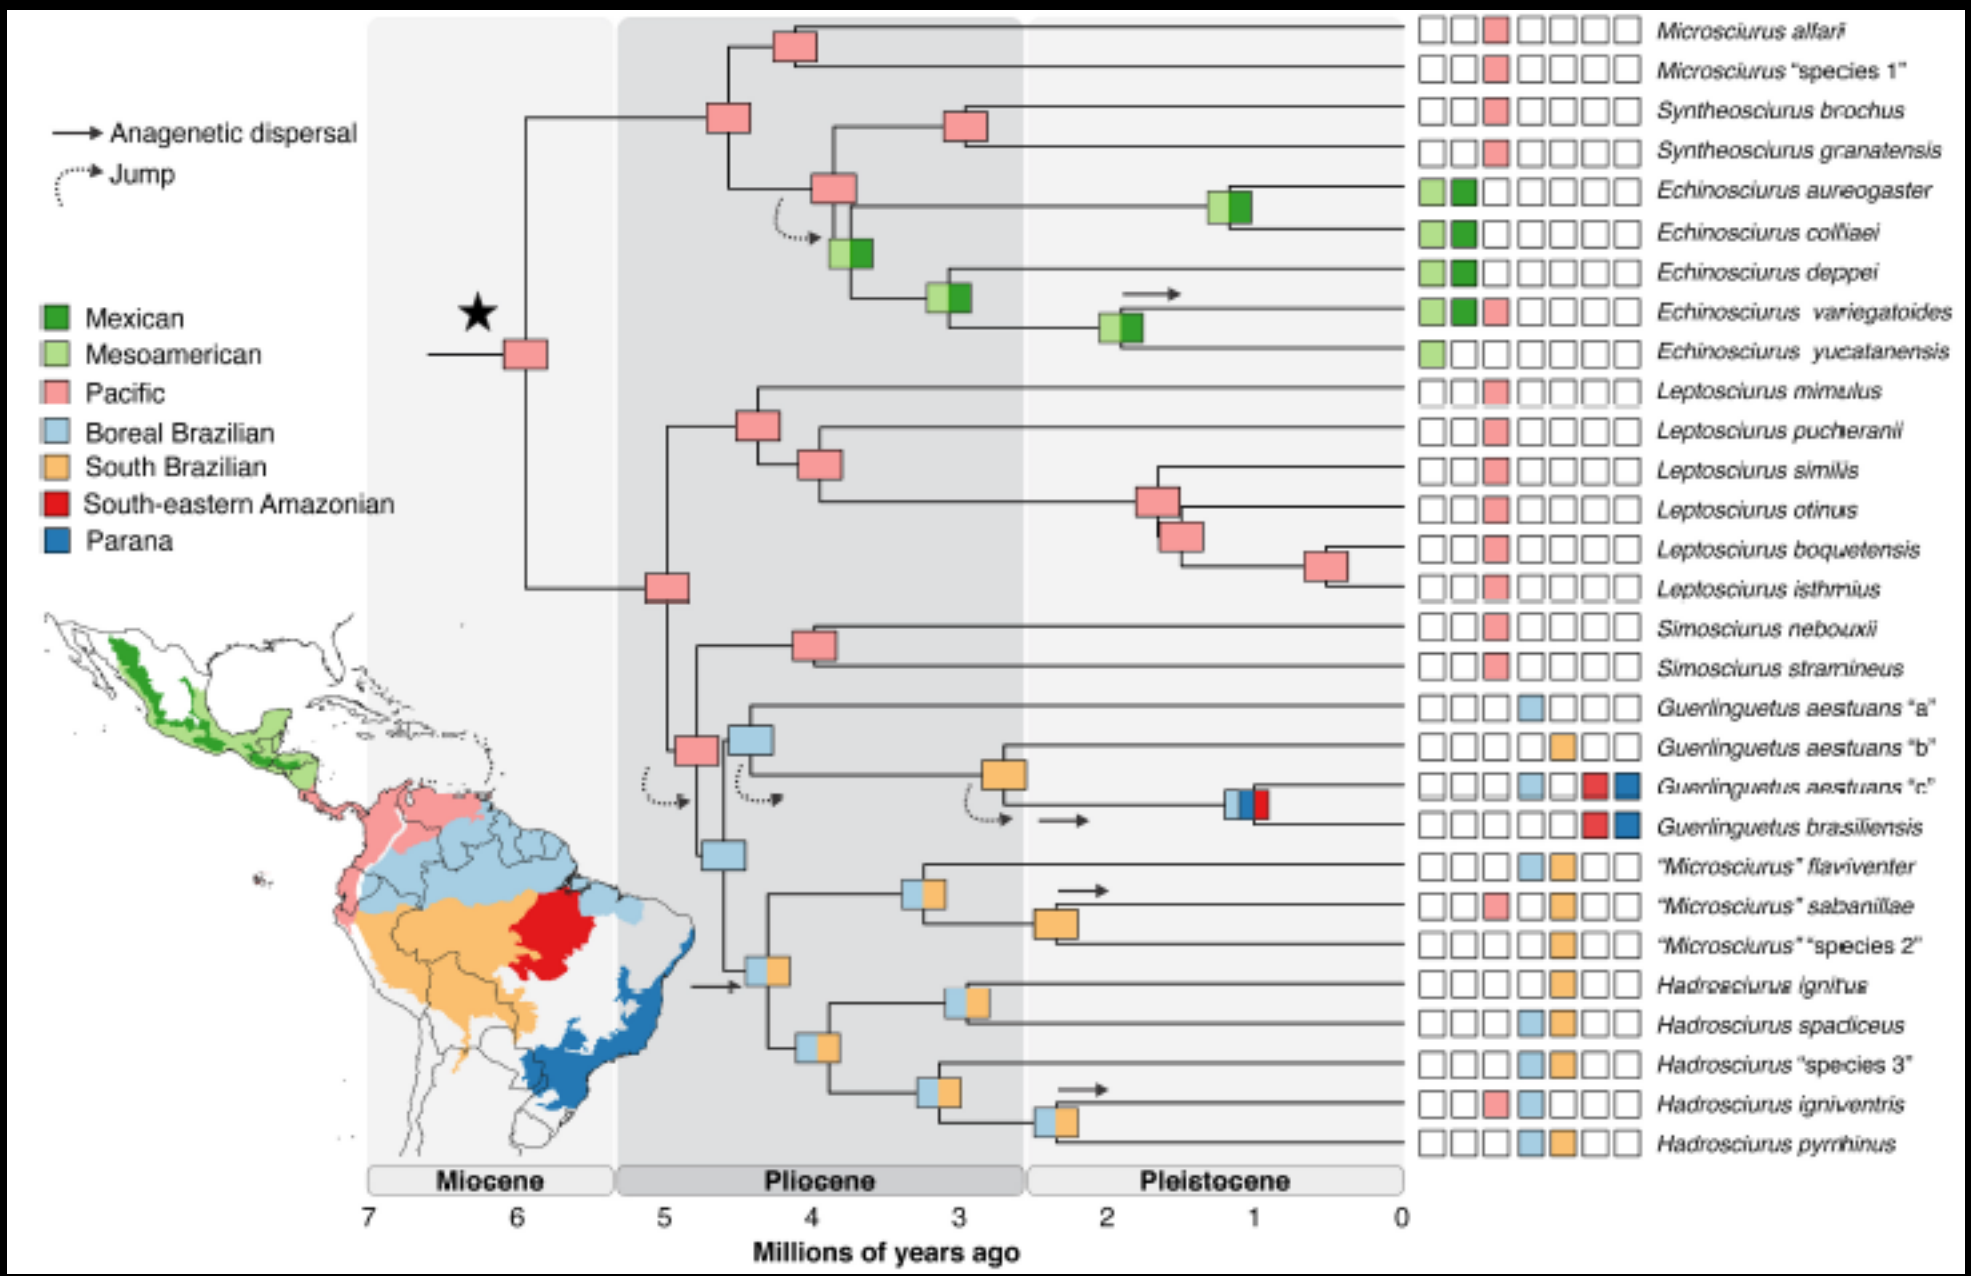 Anagenetic dispersal
Jump
Mexican
Mesoamerican
Pacific
Boreal Brazilian
South Brazilian
South-eastern Amazonian
Parana
Microsciurus alfarii
Microsciurus "species 1"
Syntheosciurus brochus
Syntheosciurus granatensis
Echinosciurus aureogaster
Echinosciurus colliaei
Echinosciurus deppei
Echinosciurus variegatoides
Echinosciurus yucatanensis
Leptosciurus mimulus
Leptosciurus pucheranii
Leptosciurus similis
Leptosciurus otinus
Leptosciurus boquetensis
Leptosciurus isthmius
Simosciurus nebouxii
Simosciurus stramineus
Guerlinguetus aestuans "a"
Guerlinguetus aestuans "b"
Guerlinguetus aestuans "c"
Guerlinguetus brasiliensis
"Microsciurus" flaviventer
"Microsciurus" sabanillae
"Microsciurus" "species 2"
Hadrosciurus ignitus
Hadrosciurus spadiceus
Hadrosciurus "species 3"
Hadrosciurus igniventris
Hadrosciurus pyrrhinus
Miocene Pliocene Pleistocene
7 6 5 4 3 2 1 0
Millions of years ago